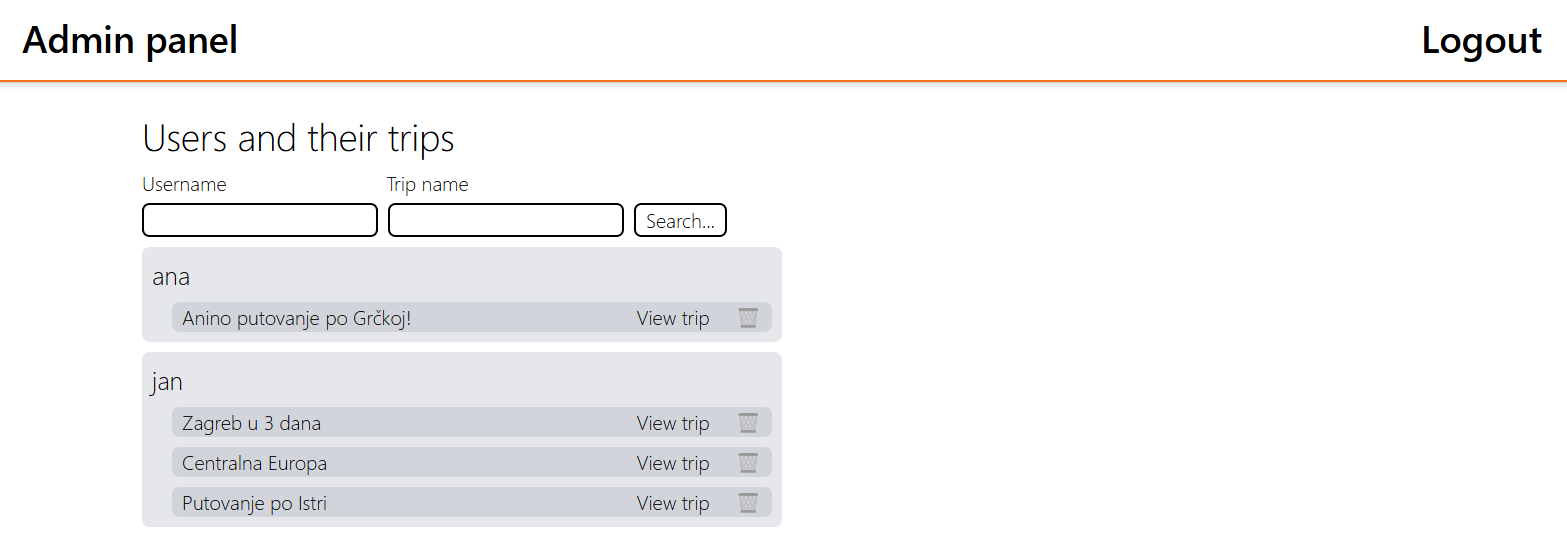 Admin panel Logout
Users and their trips
Username Trip name
Search...
ana
Anino putovanje po Grčkoj! View trip
jan
Zagreb u 3 dana View trip
Centralna Europa View trip
Putovanje po Istri View trip